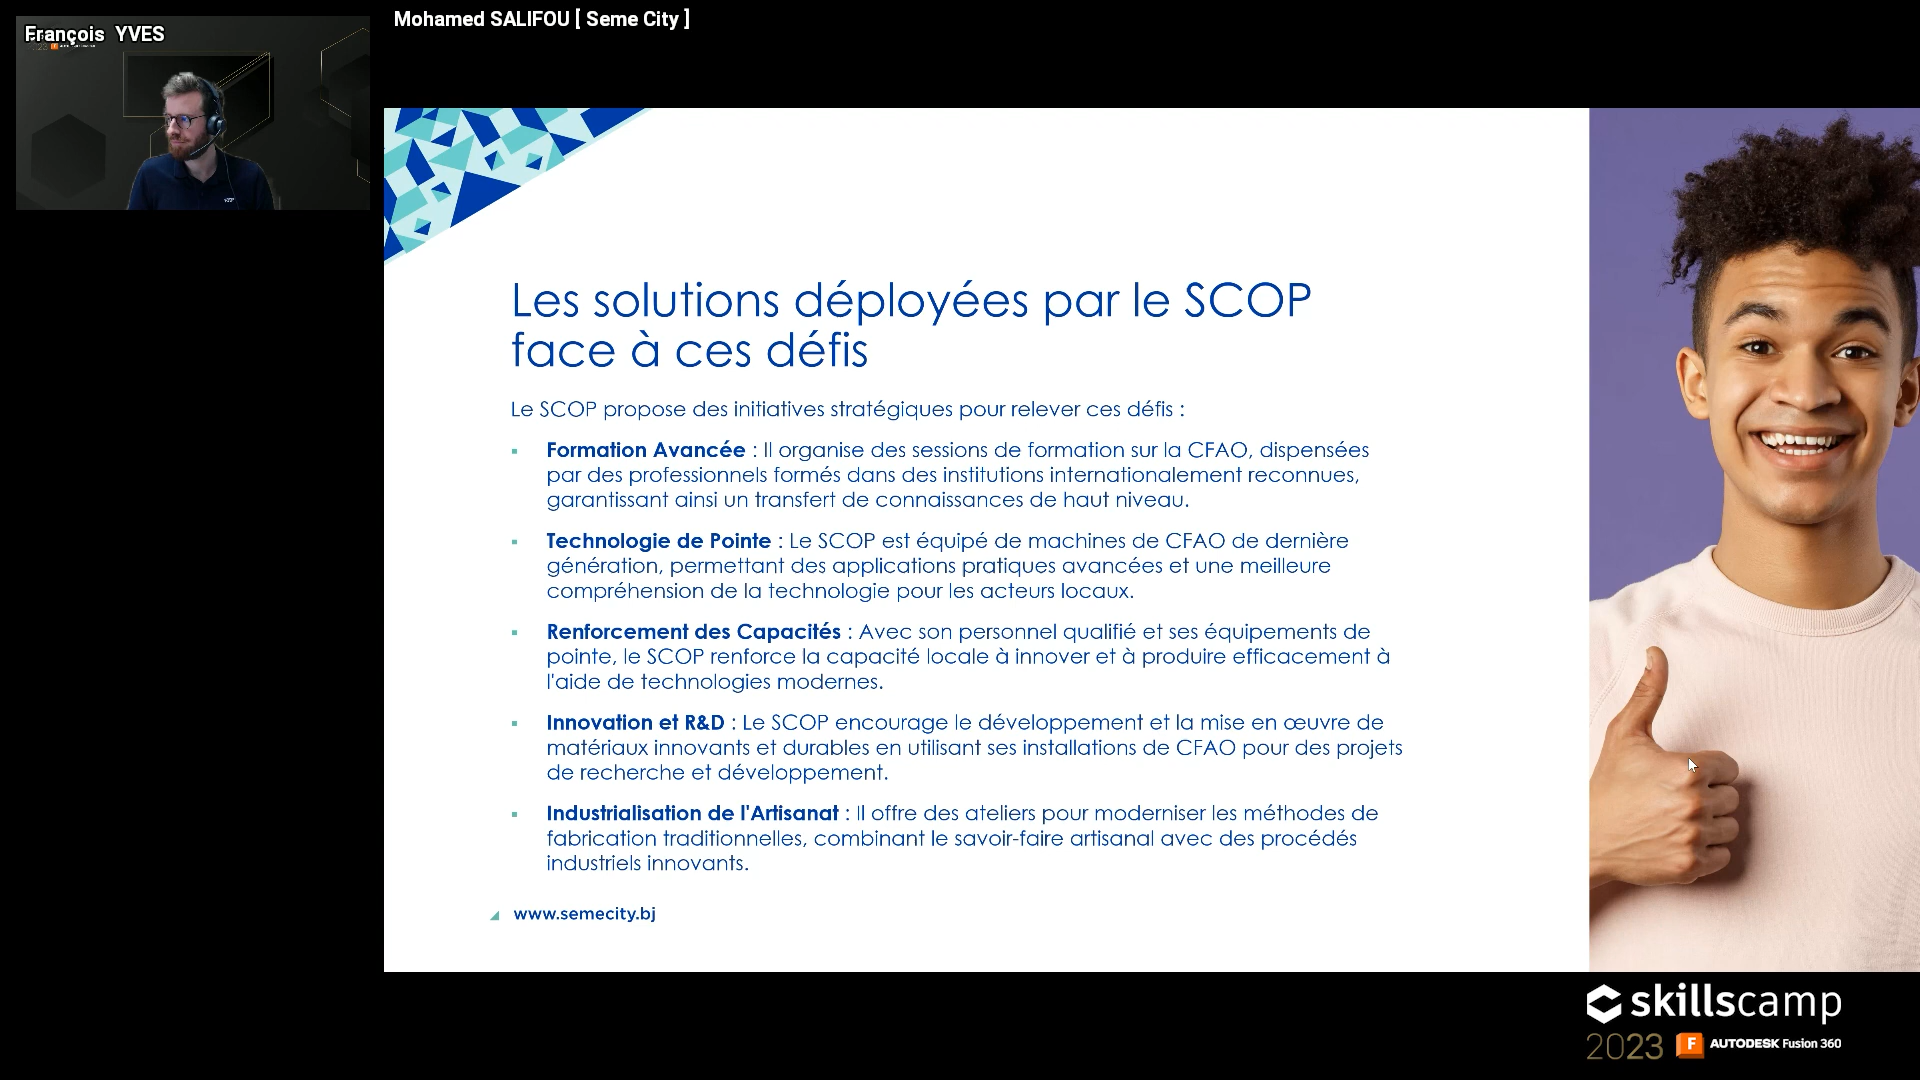 François YVES
Mohamed SALIFOU [ Seme City ]
Les solutions déployées par le SCOP
face à ces défis
Le SCOP propose des initiatives stratégiques pour relever ces défis :
▪ Formation Avancée : Il organise des sessions de formation sur la CFAO, dispensées
par des professionnels formés dans des institutions internationalement reconnues,
garantissant ainsi un transfert de connaissances de haut niveau.
▪ Technologie de Pointe : Le SCOP est équipé de machines de CFAO de dernière
génération, permettant des applications pratiques avancées et une meilleure
compréhension de la technologie pour les acteurs locaux.
▪ Renforcement des Capacités : Avec son personnel qualifié et ses équipements de
pointe, le SCOP renforce la capacité locale à innover et à produire efficacement à
l'aide de technologies modernes.
▪ Innovation et R&D : Le SCOP encourage le développement et la mise en œuvre de
matériaux innovants et durables en utilisant ses installations de CFAO pour des projets
de recherche et développement.
▪ Industrialisation de l'Artisanat : Il offre des ateliers pour moderniser les méthodes de
fabrication traditionnelles, combinant le savoir-faire artisanal avec des procédés
industriels innovants.
www.semecity.bj
skillscamp
2023 F AUTODESK Fusion 360